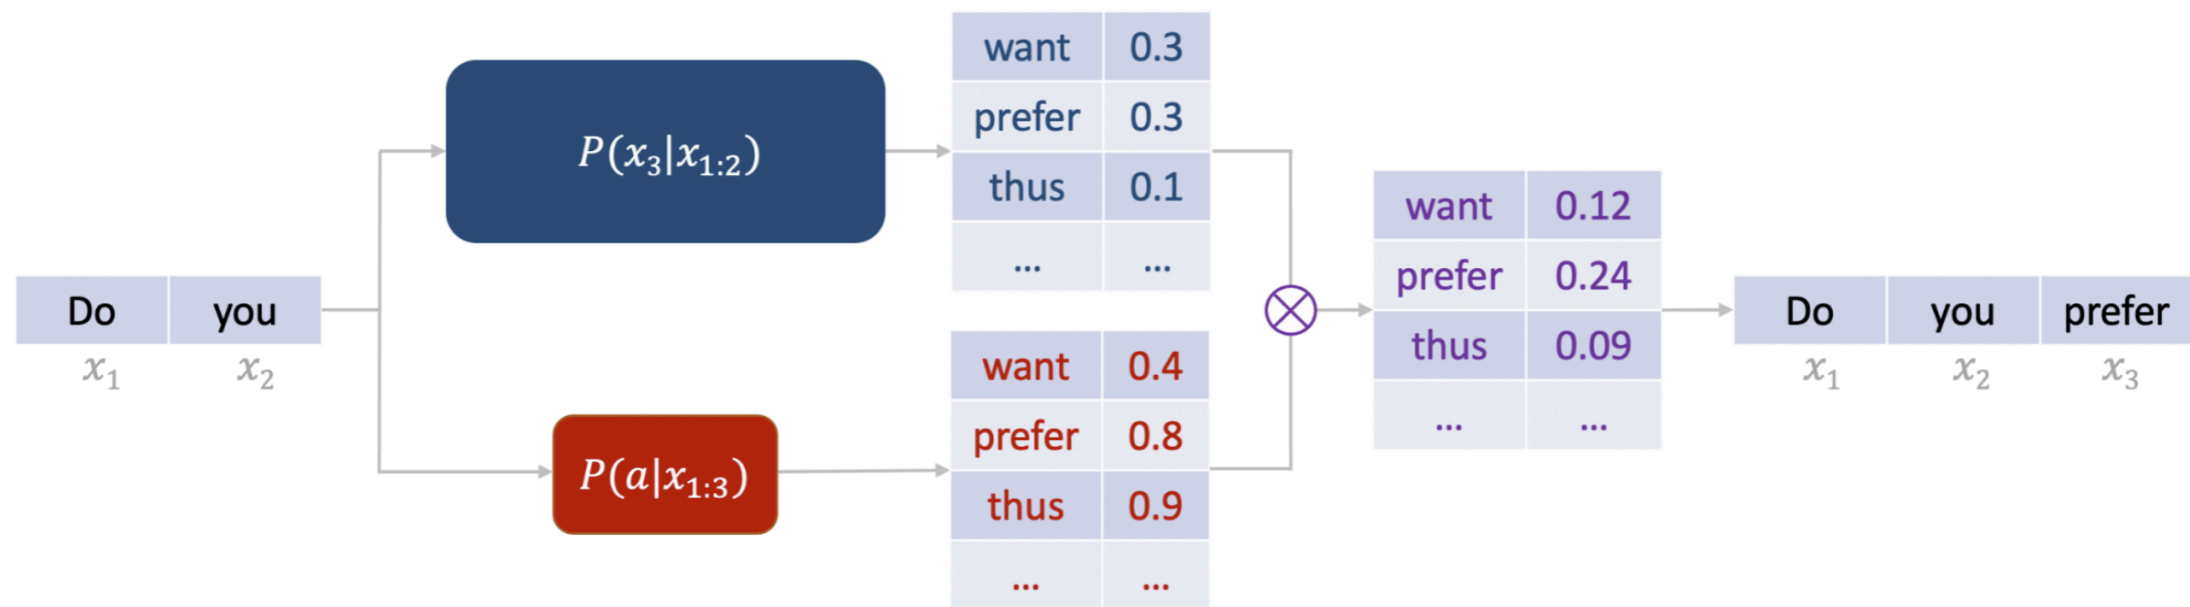 Do you
x₁ x₂
P(x₃|x₁:₂)
want 0.3
prefer 0.3
thus 0.1
... ...
P(a|x₁:₃)
want 0.4
prefer 0.8
thus 0.9
... ...
want 0.12
prefer 0.24
thus 0.09
... ...
Do you prefer
x₁ x₂ x₃